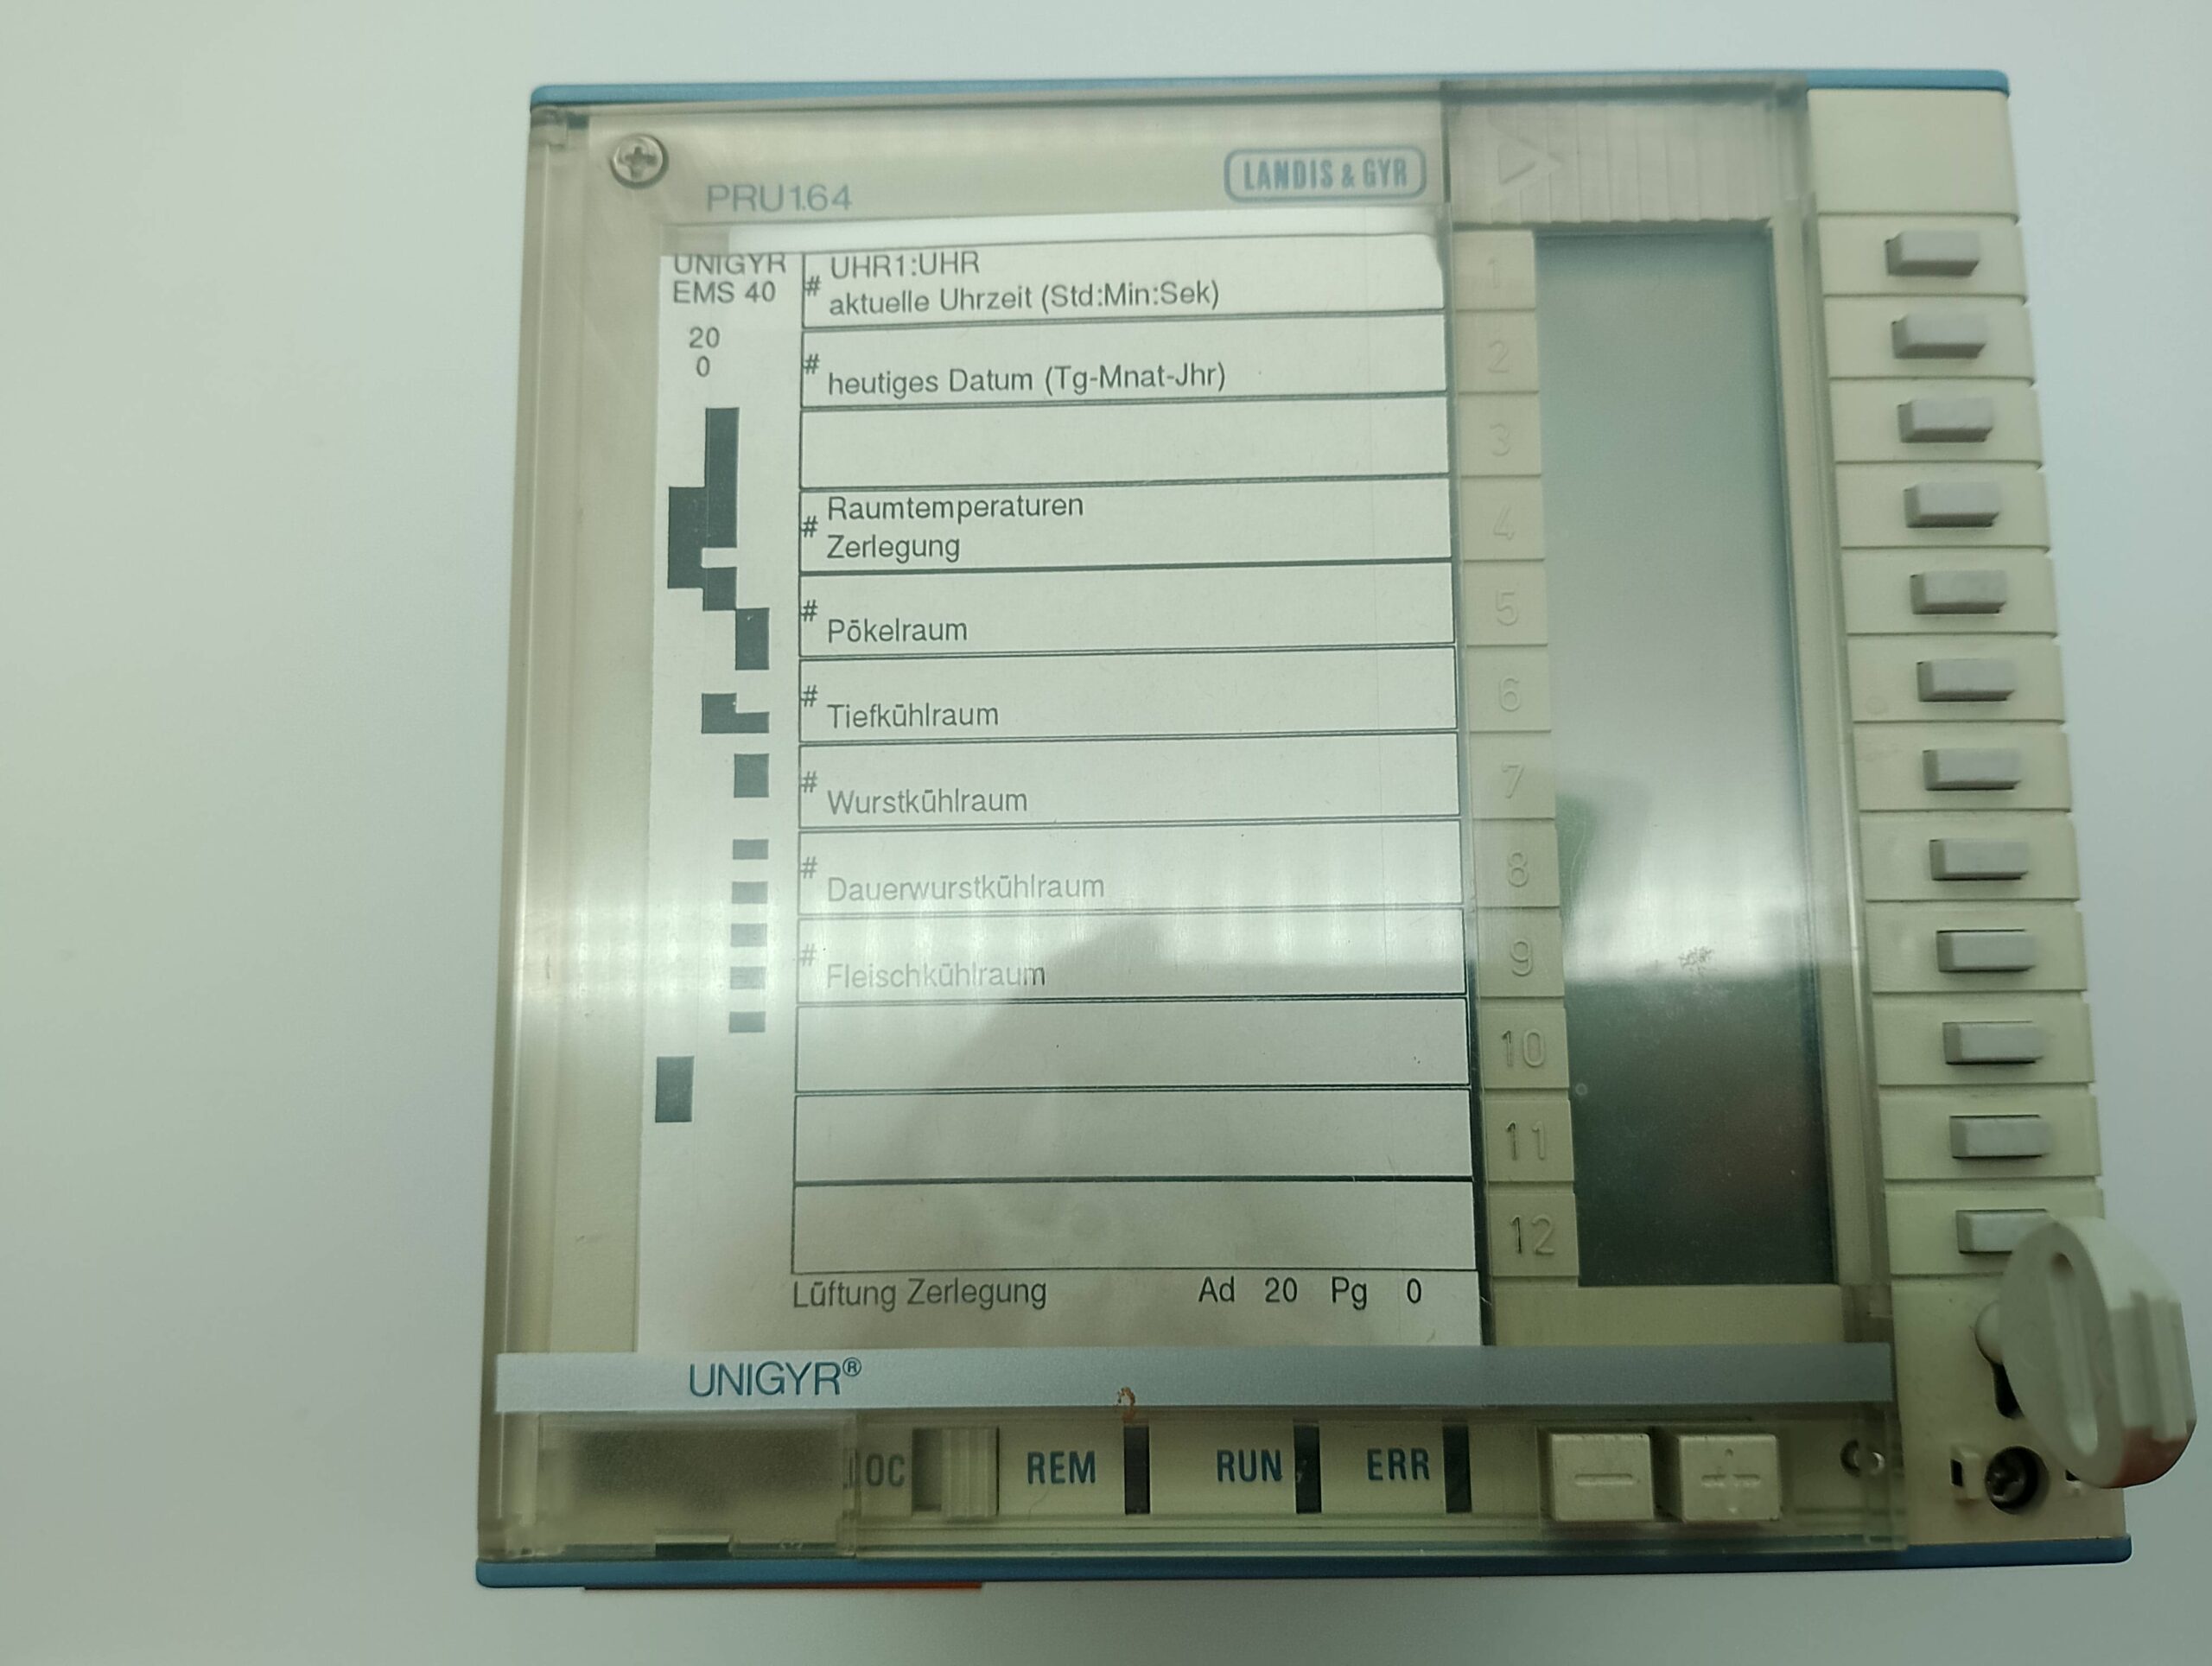 PRU1.64
LANDIS & GYR
UNIGYR
EMS 40
20
0
# UHR1:UHR
aktuelle Uhrzeit (Std:Min:Sek)
1
# heutiges Datum (Tg-Mnat-Jhr)
2
3
# Raumtemperaturen
Zerlegung
4
# Pökelraum
5
# Tiefkühlraum
6
# Wurstkühlraum
7
# Dauerwurstkühlraum
8
# Fleischkühlraum
9
10
11
12
Lüftung Zerlegung Ad 20 Pg 0
UNIGYR®
LOC REM RUN ERR − +